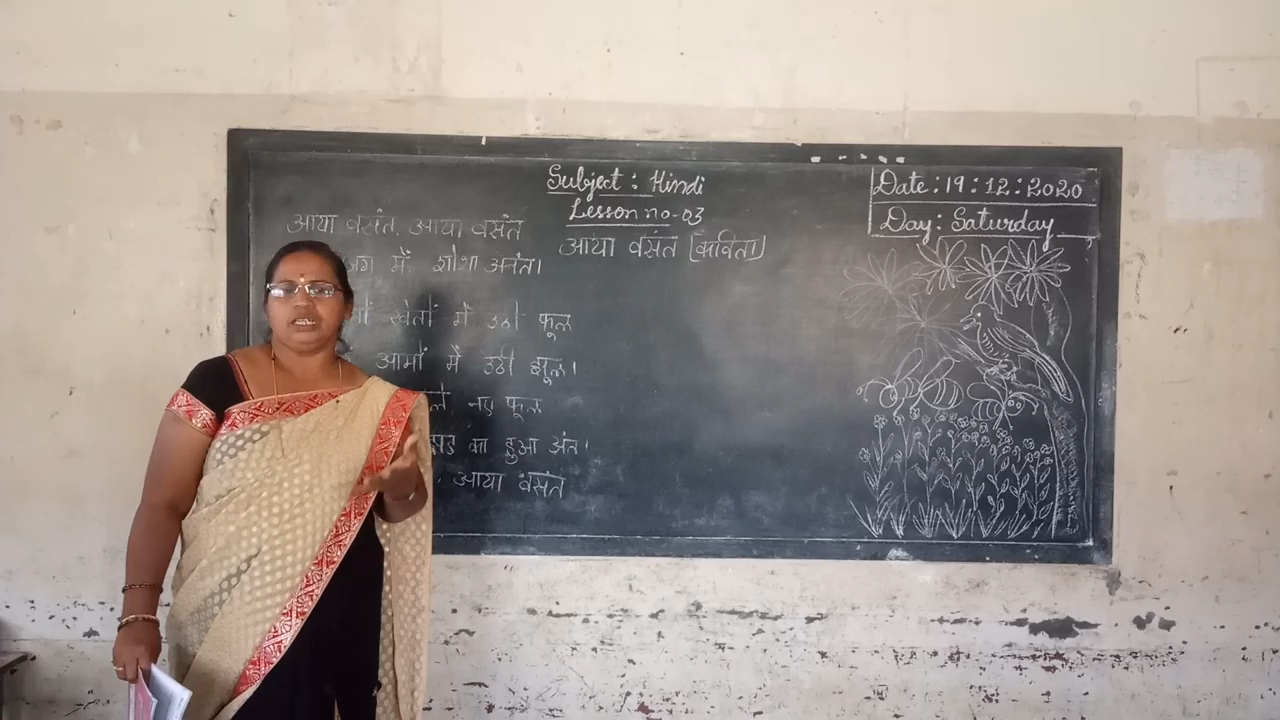 Subject : Hindi
Lesson no-03
आया वसंत (कविता)
Date : 19 : 12 : 2020
Day : Saturday
आया वसंत, आया वसंत
जग में शोभा अनंत।
खेतों में उठी फूल
आमों में उठी झूल।
नए फूल
का हुआ अंत।
आया वसंत